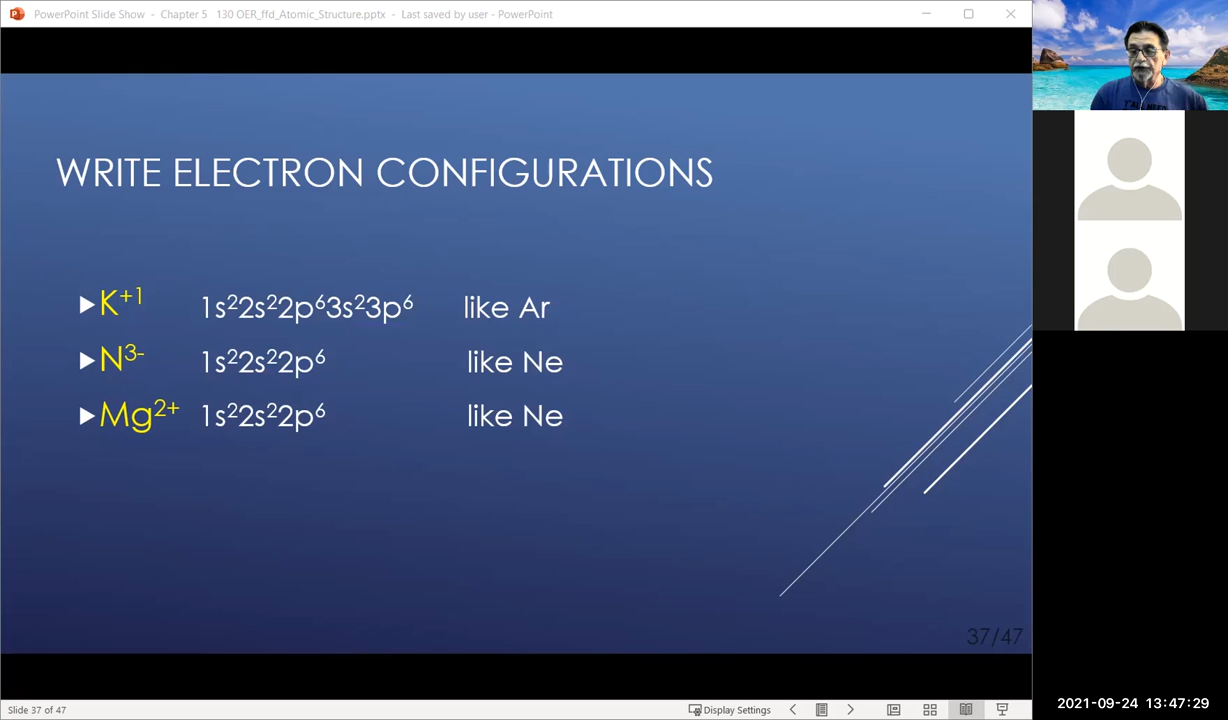 PowerPoint Slide Show - Chapter 5 130 OER_ffd_Atomic_Structure.pptx - Last saved by user - PowerPoint
WRITE ELECTRON CONFIGURATIONS
K⁺¹ 1s²2s²2p⁶3s²3p⁶ like Ar
N³⁻ 1s²2s²2p⁶ like Ne
Mg²⁺ 1s²2s²2p⁶ like Ne
37/47
Slide 37 of 47
Display Settings
Y'ALL NEED
2021-09-24 13:47:29